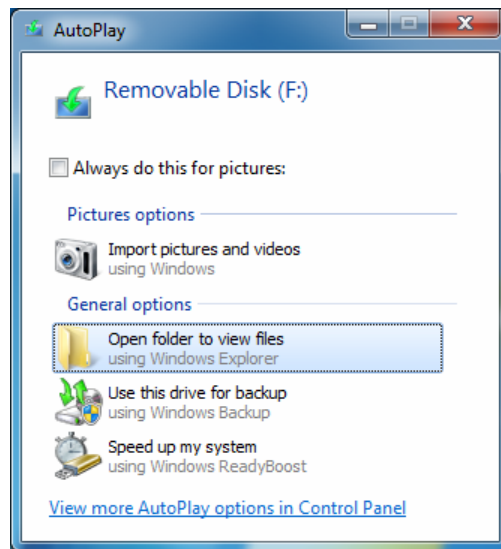 AutoPlay
Removable Disk (F:)
Always do this for pictures:
Pictures options
Import pictures and videos
using Windows
General options
Open folder to view files
using Windows Explorer
Use this drive for backup
using Windows Backup
Speed up my system
using Windows ReadyBoost
View more AutoPlay options in Control Panel